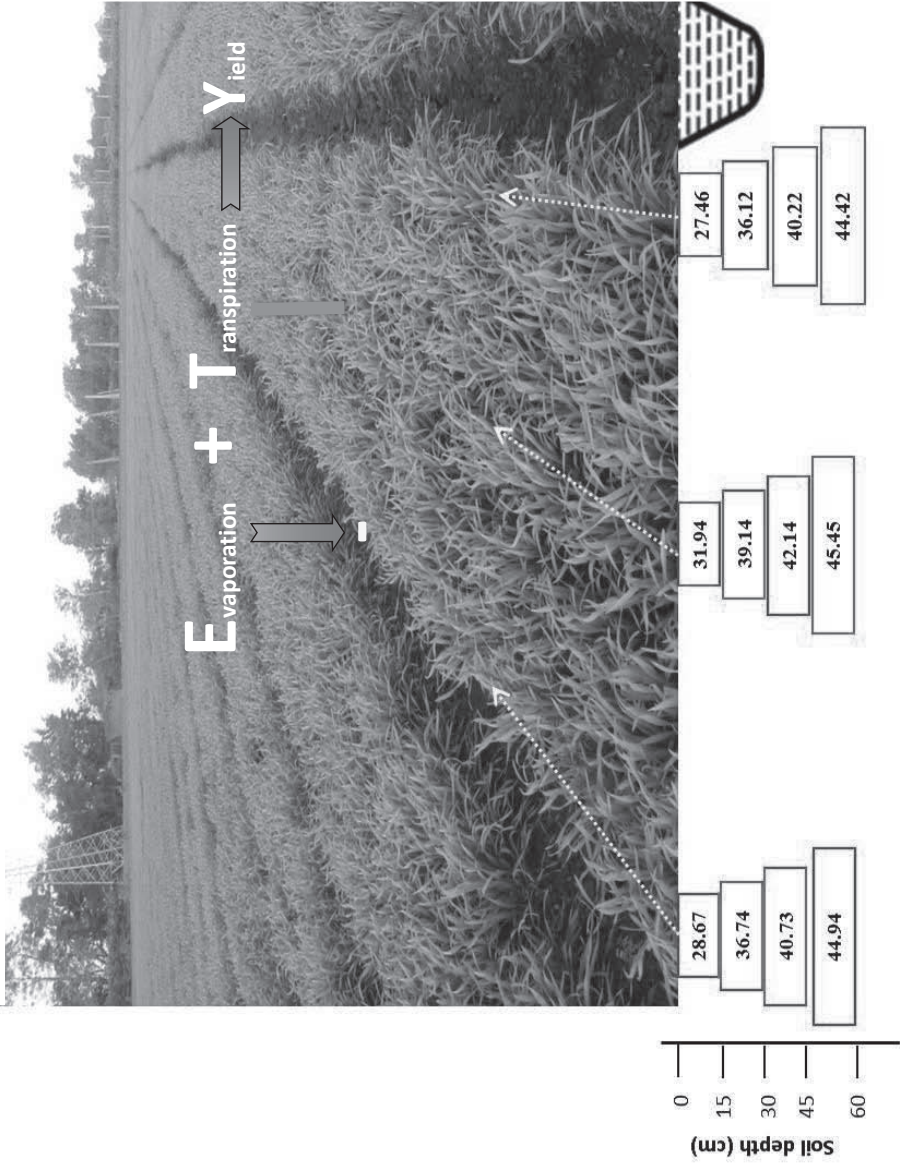 Evaporation + Transpiration Yield
-
Soil depth (cm)
0
15
30
45
60
28.67 31.94 27.46
36.74 39.14 36.12
40.73 42.14 40.22
44.94 45.45 44.42